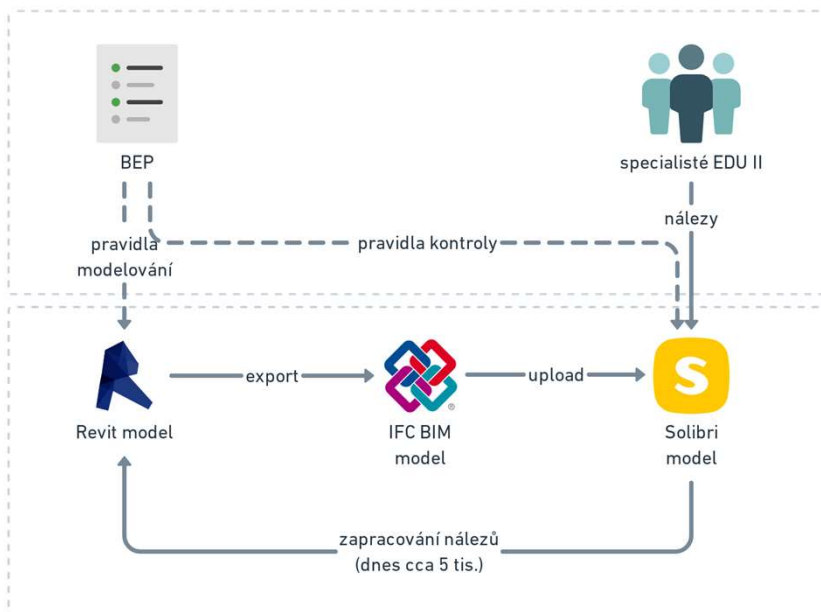 BEP
specialisté EDU II
nálezy
pravidla
modelování
pravidla kontroly
export
upload
S
®
Revit model
IFC BIM
model
Solibri
model
zapracování nálezů
(dnes cca 5 tis.)